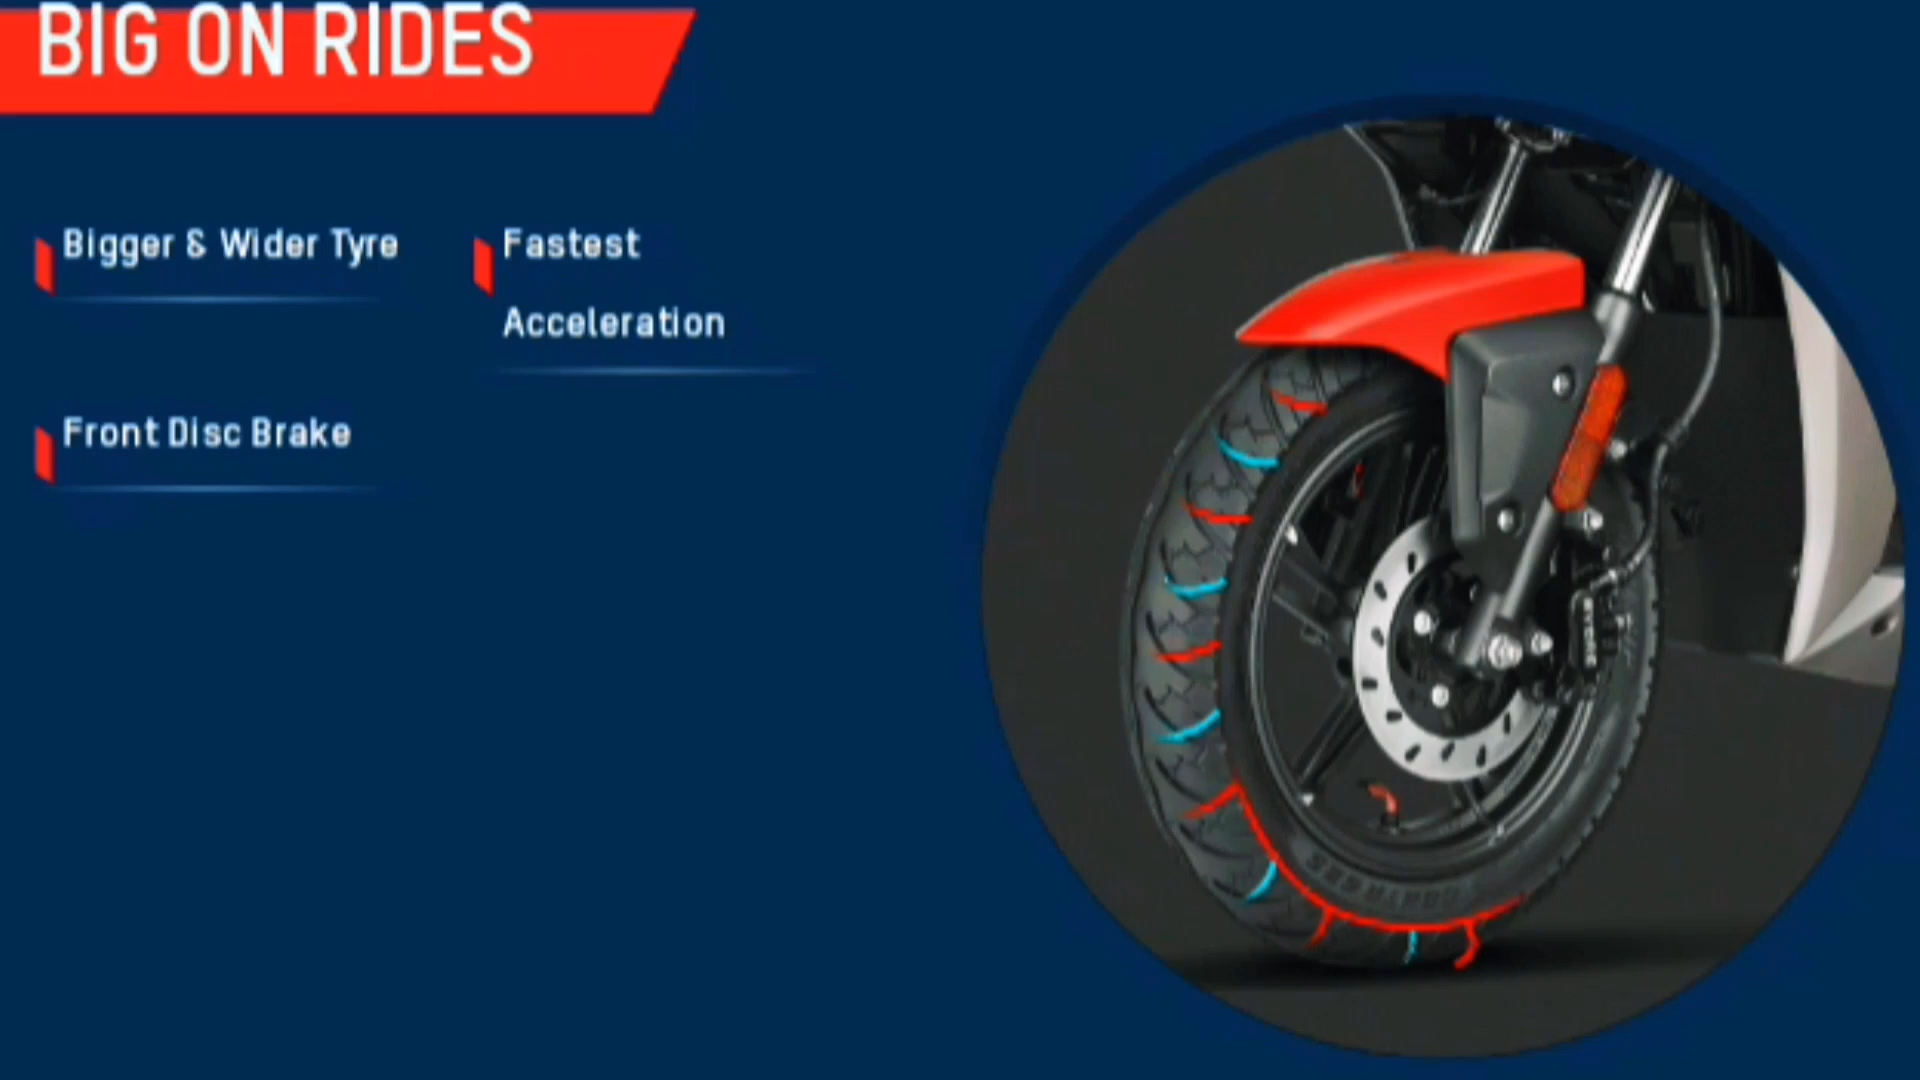 BIG ON RIDES
Bigger & Wider Tyre
Fastest
Acceleration
Front Disc Brake